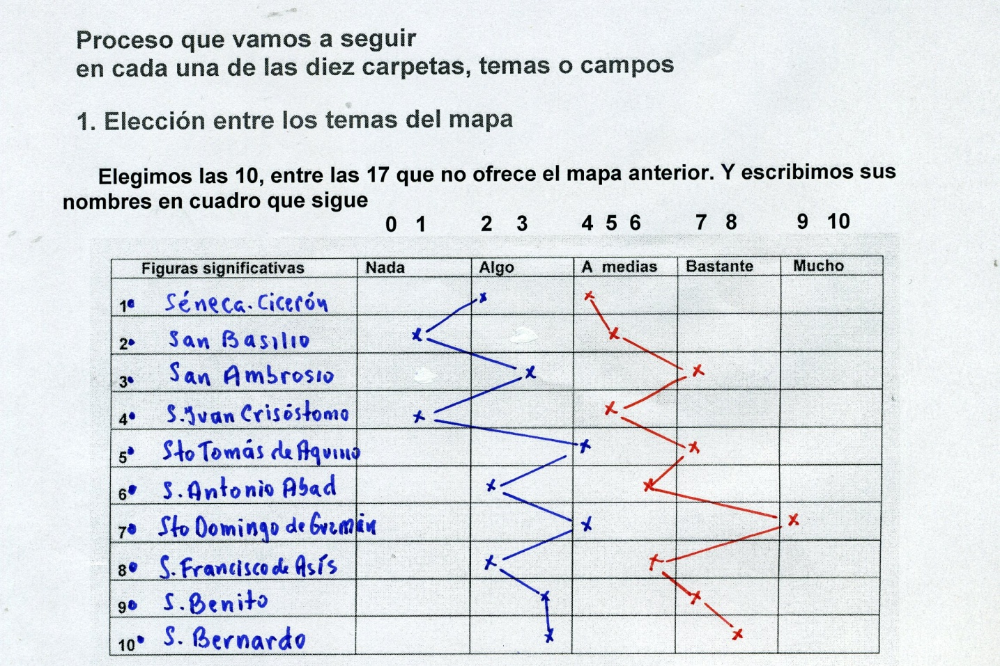 Proceso que vamos a seguir
en cada una de las diez carpetas, temas o campos
1. Elección entre los temas del mapa
Elegimos las 10, entre las 17 que no ofrece el mapa anterior. Y escribimos sus
nombres en cuadro que sigue
0 1 2 3 4 5 6 7 8 9 10
Figuras significativas Nada Algo A medias Bastante Mucho
1º Séneca. Cicerón
2º San Basilio
3º San Ambrosio
4º S. Juan Crisóstomo
5º Sto Tomás de Aquino
6º S. Antonio Abad
7º Sto Domingo de Guzmán
8º S. Francisco de Asís
9º S. Benito
10º S. Bernardo